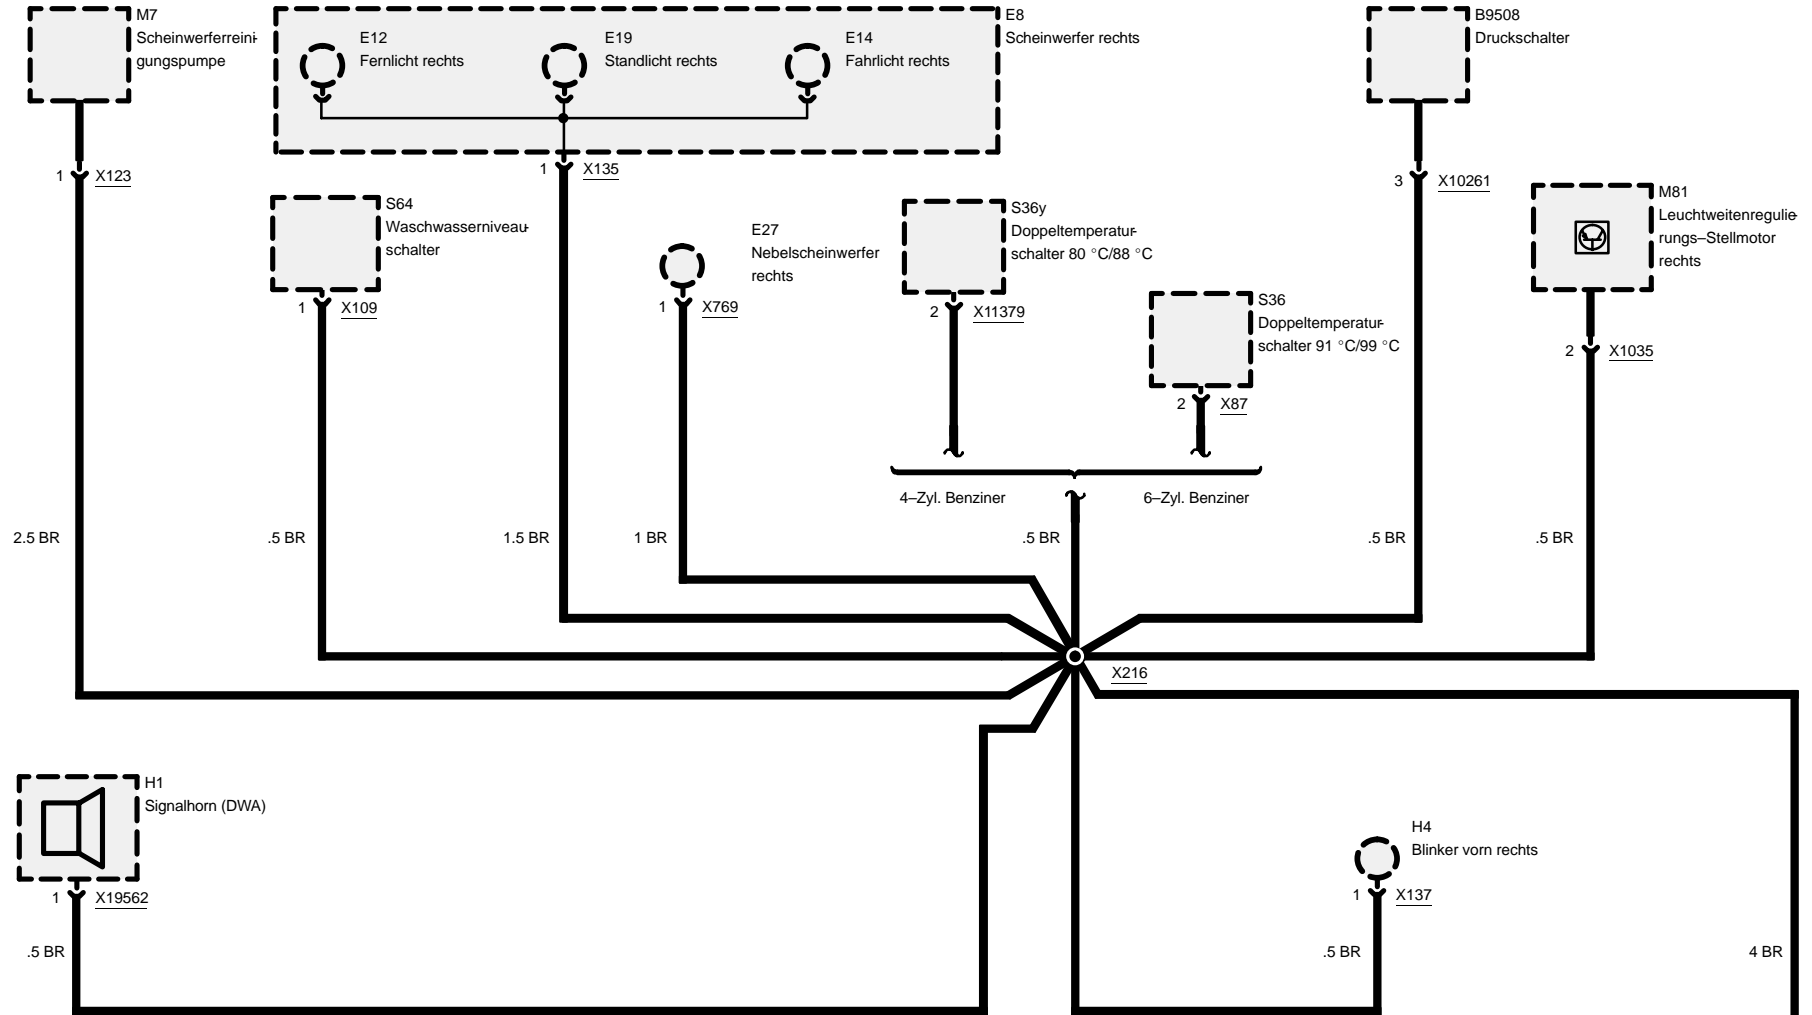 M7
Scheinwerferreini-
gungspumpe
E12
Fernlicht rechts
E19
Standlicht rechts
E14
Fahrlicht rechts
E8
Scheinwerfer rechts
B9508
Druckschalter
1 X123
1 X135
3 X10261
S64
Waschwasserniveau-
schalter
1 X109
E27
Nebelscheinwerfer
rechts
1 X769
S36y
Doppeltemperatur-
schalter 80 °C/88 °C
2 X11379
S36
Doppeltemperatur-
schalter 91 °C/99 °C
2 X87
M81
Leuchtweitenregulie-
rungs–Stellmotor
rechts
2 X1035
4–Zyl. Benziner
6–Zyl. Benziner
2.5 BR
.5 BR
1.5 BR
1 BR
.5 BR
.5 BR
.5 BR
X216
H1
Signalhorn (DWA)
1 X19562
H4
Blinker vorn rechts
1 X137
.5 BR
.5 BR
4 BR